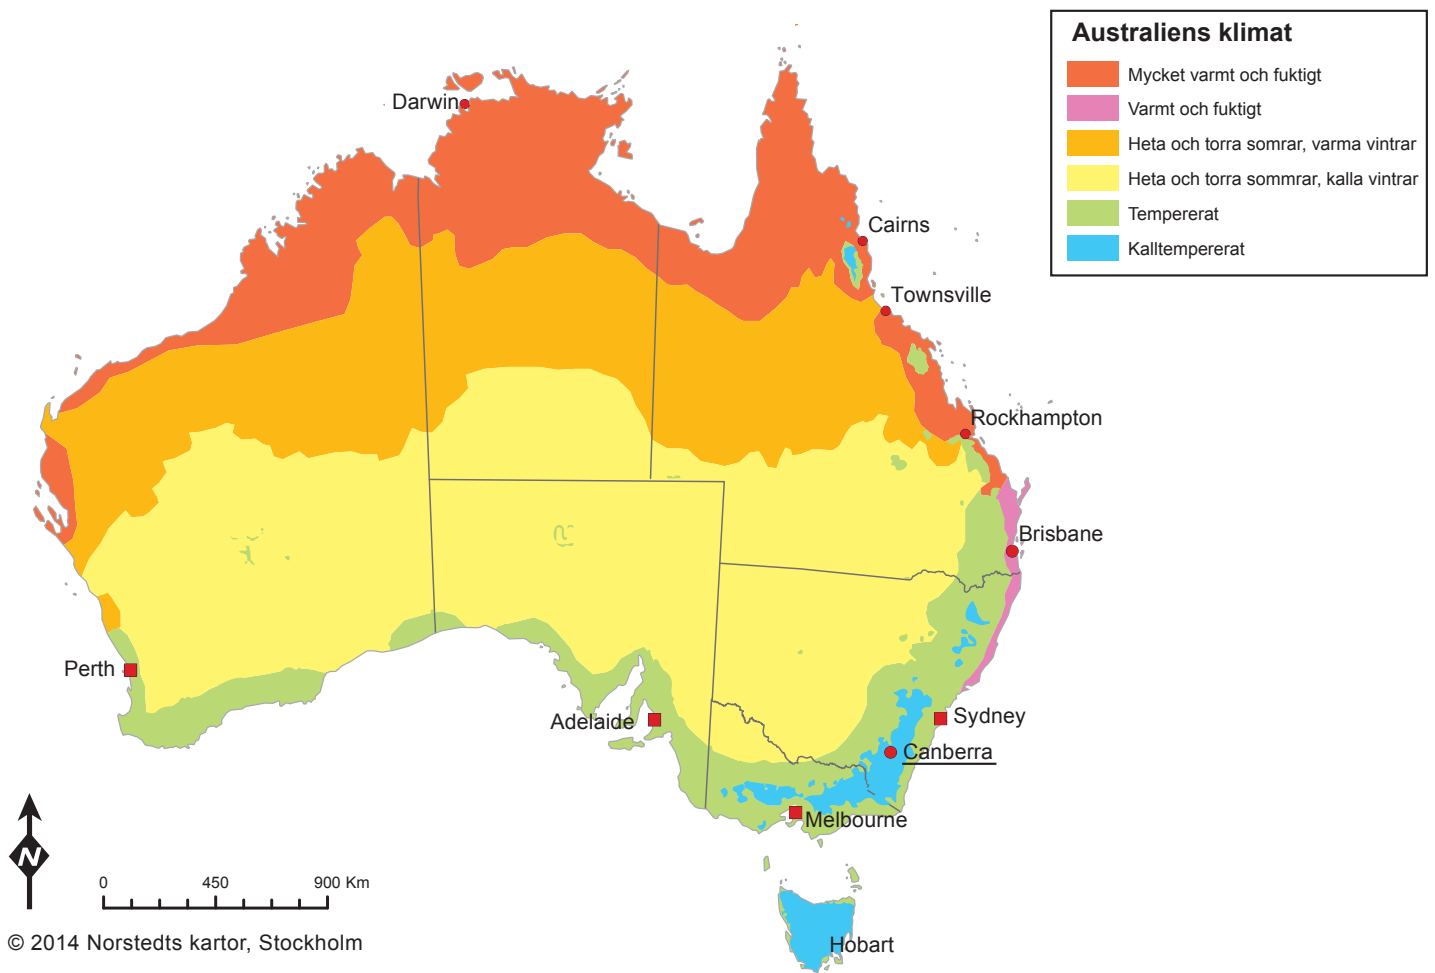 Australiens klimat
Mycket varmt och fuktigt
Varmt och fuktigt
Heta och torra somrar, varma vintrar
Heta och torra sommrar, kalla vintrar
Tempererat
Kalltempererat
Darwin
Cairns
Townsville
Rockhampton
Brisbane
Perth
Adelaide
Sydney
Canberra
Melbourne
Hobart
N
0 450 900 Km
© 2014 Norstedts kartor, Stockholm